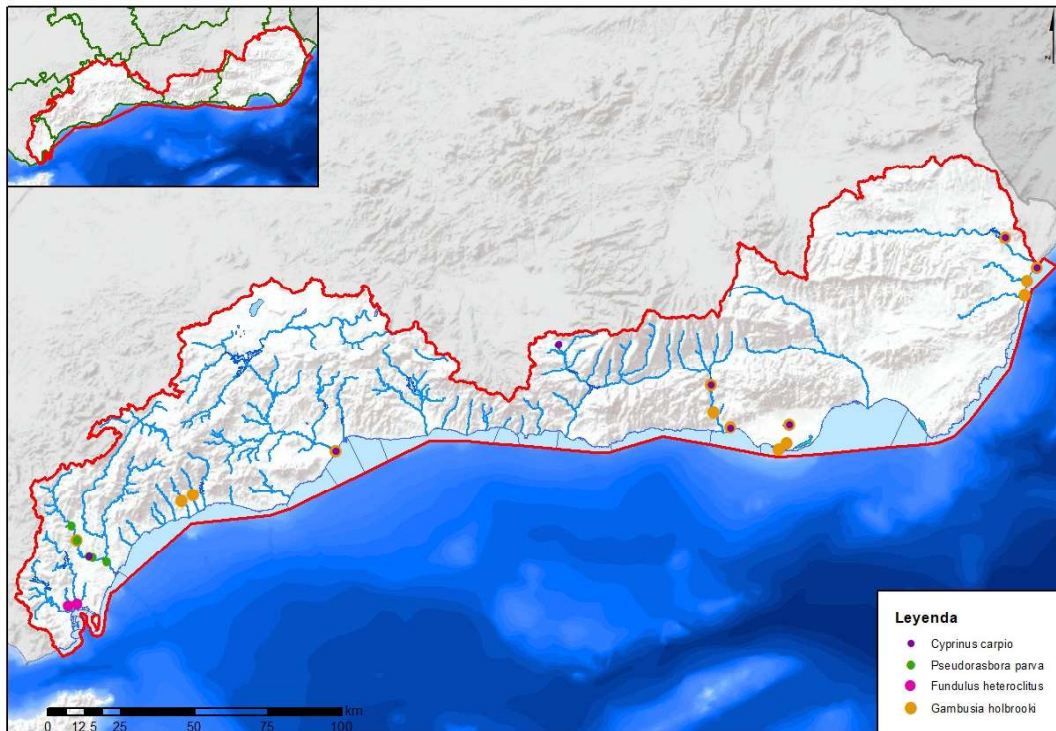 z
Leyenda
Cyprinus carpio
Pseudorasbora parva
Fundulus heteroclitus
Gambusia holbrooki
km
0 12.5 25 50 75 100